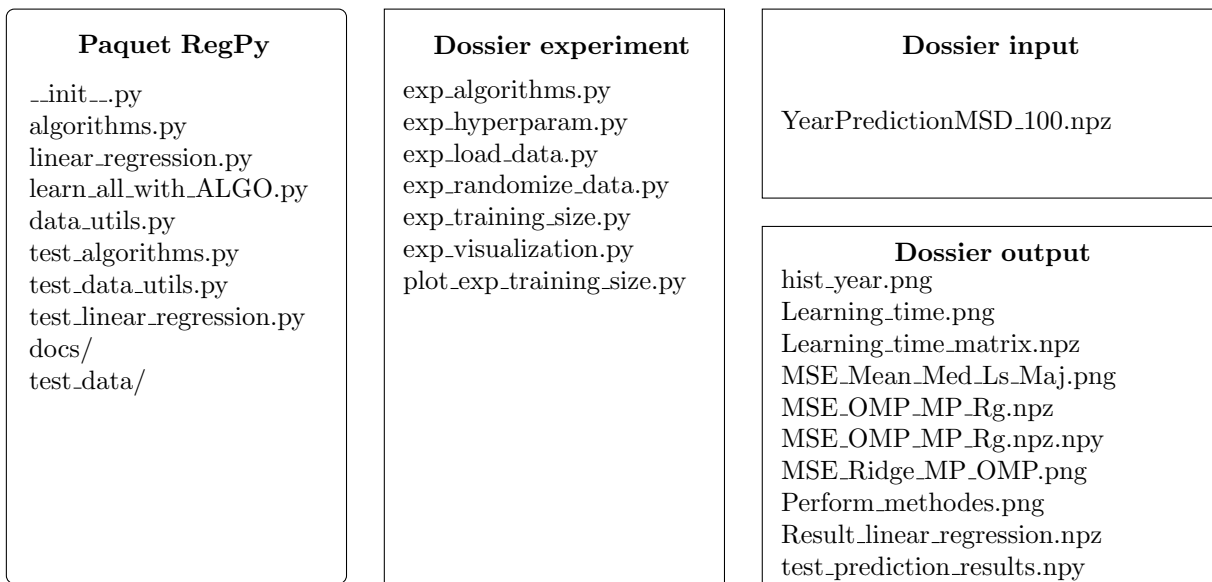 Paquet RegPy
__init__.py
algorithms.py
linear_regression.py
learn_all_with_ALGO.py
data_utils.py
test_algorithms.py
test_data_utils.py
test_linear_regression.py
docs/
test_data/
Dossier experiment
exp_algorithms.py
exp_hyperparam.py
exp_load_data.py
exp_randomize_data.py
exp_training_size.py
exp_visualization.py
plot_exp_training_size.py
Dossier input
YearPredictionMSD_100.npz
Dossier output
hist_year.png
Learning_time.png
Learning_time_matrix.npz
MSE_Mean_Med_Ls_Maj.png
MSE_OMP_MP_Rg.npz
MSE_OMP_MP_Rg.npz.npy
MSE_Ridge_MP_OMP.png
Perform_methodes.png
Result_linear_regression.npz
test_prediction_results.npy